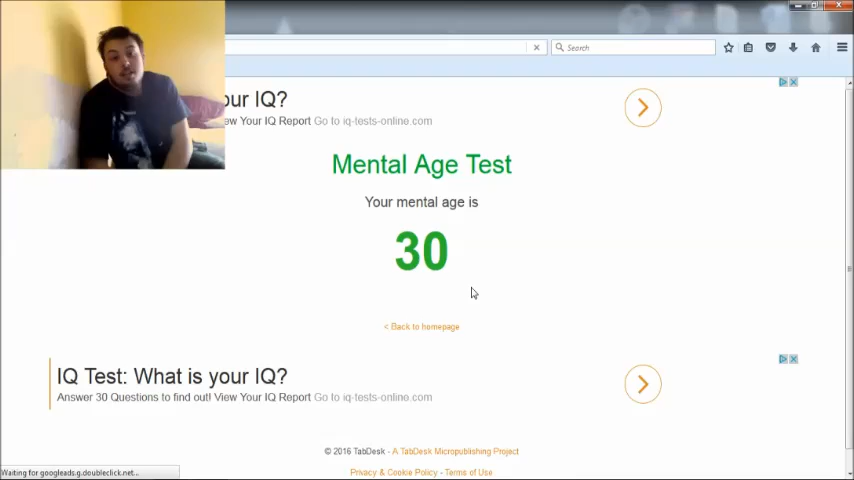 Search
our IQ?
ew Your IQ Report Go to iq-tests-online.com
Mental Age Test
Your mental age is
30
< Back to homepage
IQ Test: What is your IQ?
Answer 30 Questions to find out! View Your IQ Report Go to iq-tests-online.com
© 2016 TabDesk - A TabDesk Micropublishing Project
Privacy & Cookie Policy - Terms of Use
Waiting for googleads.g.doubleclick.net...